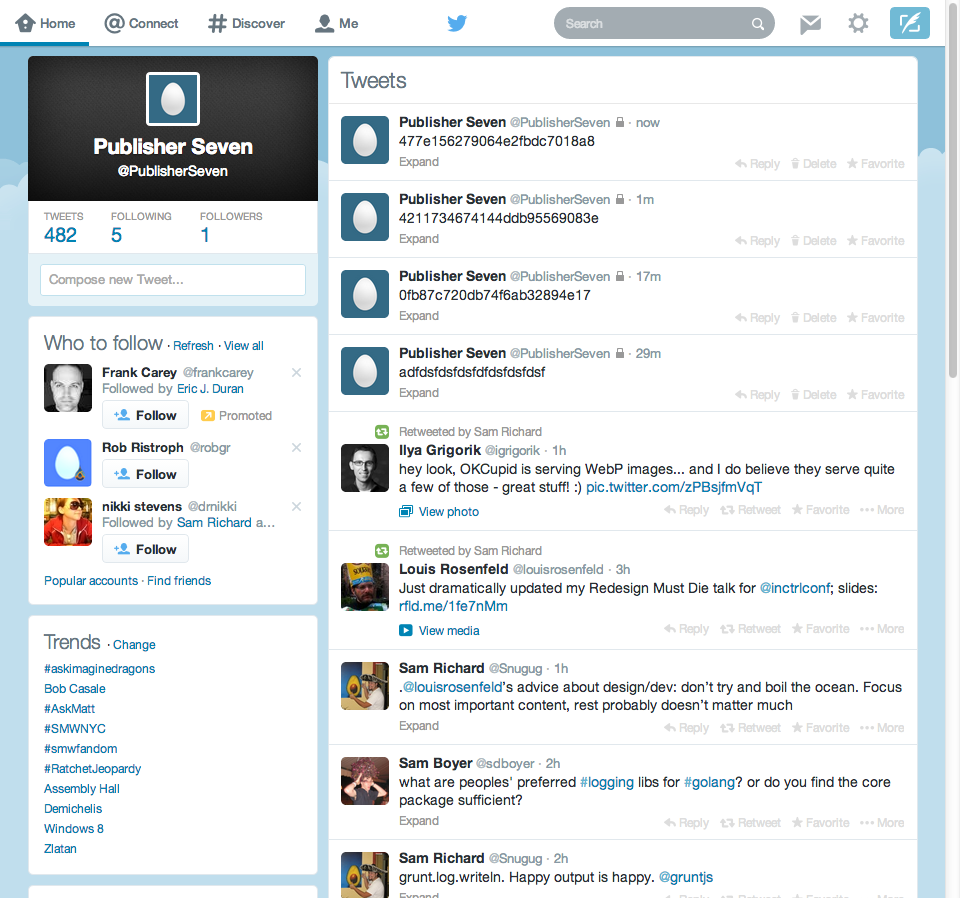 Home
Connect
Discover
Me
Search
Publisher Seven
@PublisherSeven
TWEETS
FOLLOWING
FOLLOWERS
482
5
1
Compose new Tweet...
Who to follow · Refresh · View all
Frank Carey @frankcarey
Followed by Eric J. Duran
Follow
Promoted
Rob Ristroph @robgr
Follow
nikki stevens @drnikki
Followed by Sam Richard a...
Follow
Popular accounts · Find friends
Trends · Change
#askimaginedragons
Bob Casale
#AskMatt
#SMWNYC
#smwfandom
#RatchetJeopardy
Assembly Hall
Demichelis
Windows 8
Zlatan
Tweets
Publisher Seven @PublisherSeven · now
477e156279064e2fbdc7018a8
Expand
Reply Delete Favorite
Publisher Seven @PublisherSeven · 1m
4211734674144ddb95569083e
Expand
Reply Delete Favorite
Publisher Seven @PublisherSeven · 17m
0fb87c720db74f6ab32894e17
Expand
Reply Delete Favorite
Publisher Seven @PublisherSeven · 29m
adfdsfdsfdsfdfdsfdsfdsf
Expand
Reply Delete Favorite
Retweeted by Sam Richard
Ilya Grigorik @igrigorik · 1h
hey look, OKCupid is serving WebP images... and I do believe they serve quite
a few of those - great stuff! :) pic.twitter.com/zPBsjfmVqT
View photo
Reply Retweet Favorite More
Retweeted by Sam Richard
Louis Rosenfeld @louisrosenfeld · 3h
Just dramatically updated my Redesign Must Die talk for @inctrlconf; slides:
rfld.me/1fe7nMm
View media
Reply Retweet Favorite More
Sam Richard @Snugug · 1h
.@louisrosenfeld's advice about design/dev: don't try and boil the ocean. Focus
on most important content, rest probably doesn't matter much
Expand
Reply Retweet Favorite More
Sam Boyer @sdboyer · 2h
what are peoples' preferred #logging libs for #golang? or do you find the core
package sufficient?
Expand
Reply Retweet Favorite More
Sam Richard @Snugug · 2h
grunt.log.writeln. Happy output is happy. @gruntjs
Expand
Reply Retweet Favorite More